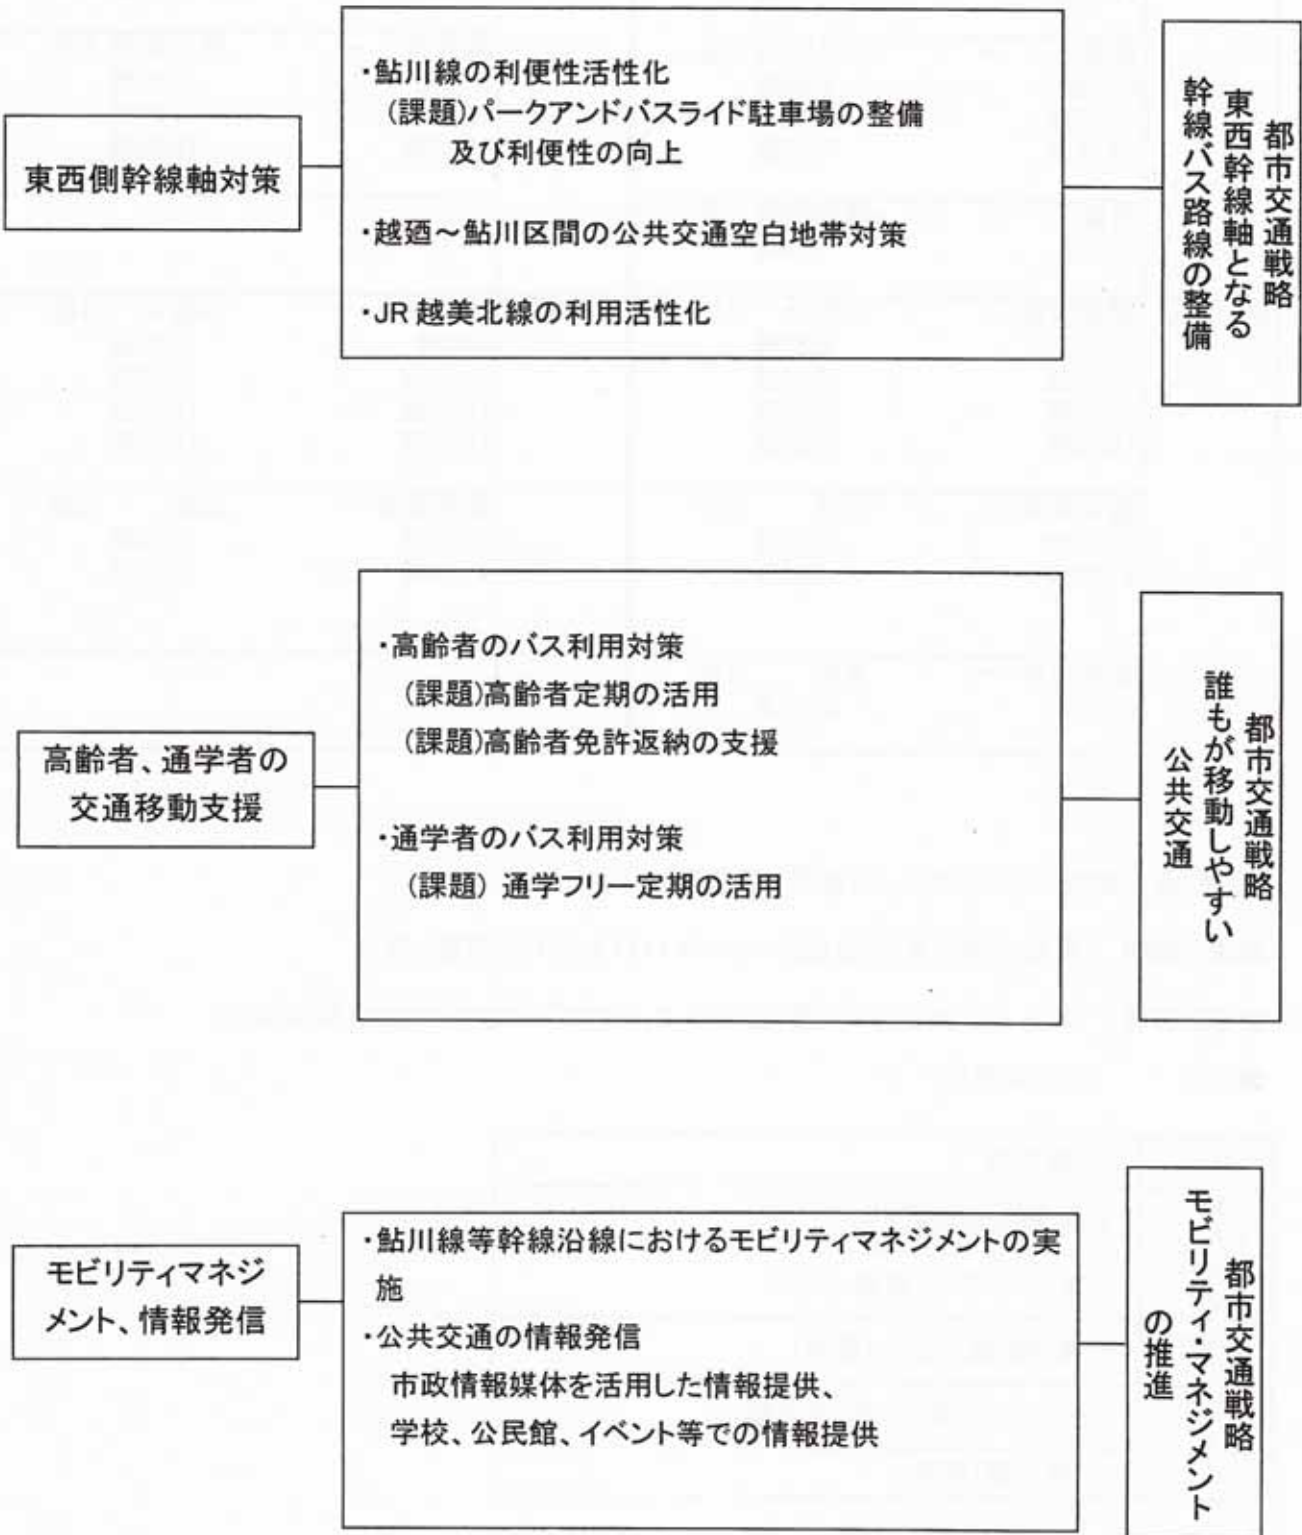 東西側幹線軸対策
・鮎川線の利便性活性化
(課題)パークアンドバスライド駐車場の整備
及び利便性の向上
・越廼～鮎川区間の公共交通空白地帯対策
・JR 越美北線の利用活性化
都市交通戦略
東西幹線軸となる
幹線バス路線の整備
高齢者、通学者の
交通移動支援
・高齢者のバス利用対策
(課題)高齢者定期の活用
(課題)高齢者免許返納の支援
・通学者のバス利用対策
(課題) 通学フリー定期の活用
都市交通戦略
誰もが移動しやすい
公共交通
モビリティマネジ
メント、情報発信
・鮎川線等幹線沿線におけるモビリティマネジメントの実
施
・公共交通の情報発信
市政情報媒体を活用した情報提供、
学校、公民館、イベント等での情報提供
都市交通戦略
モビリティ・マネジメント
の推進